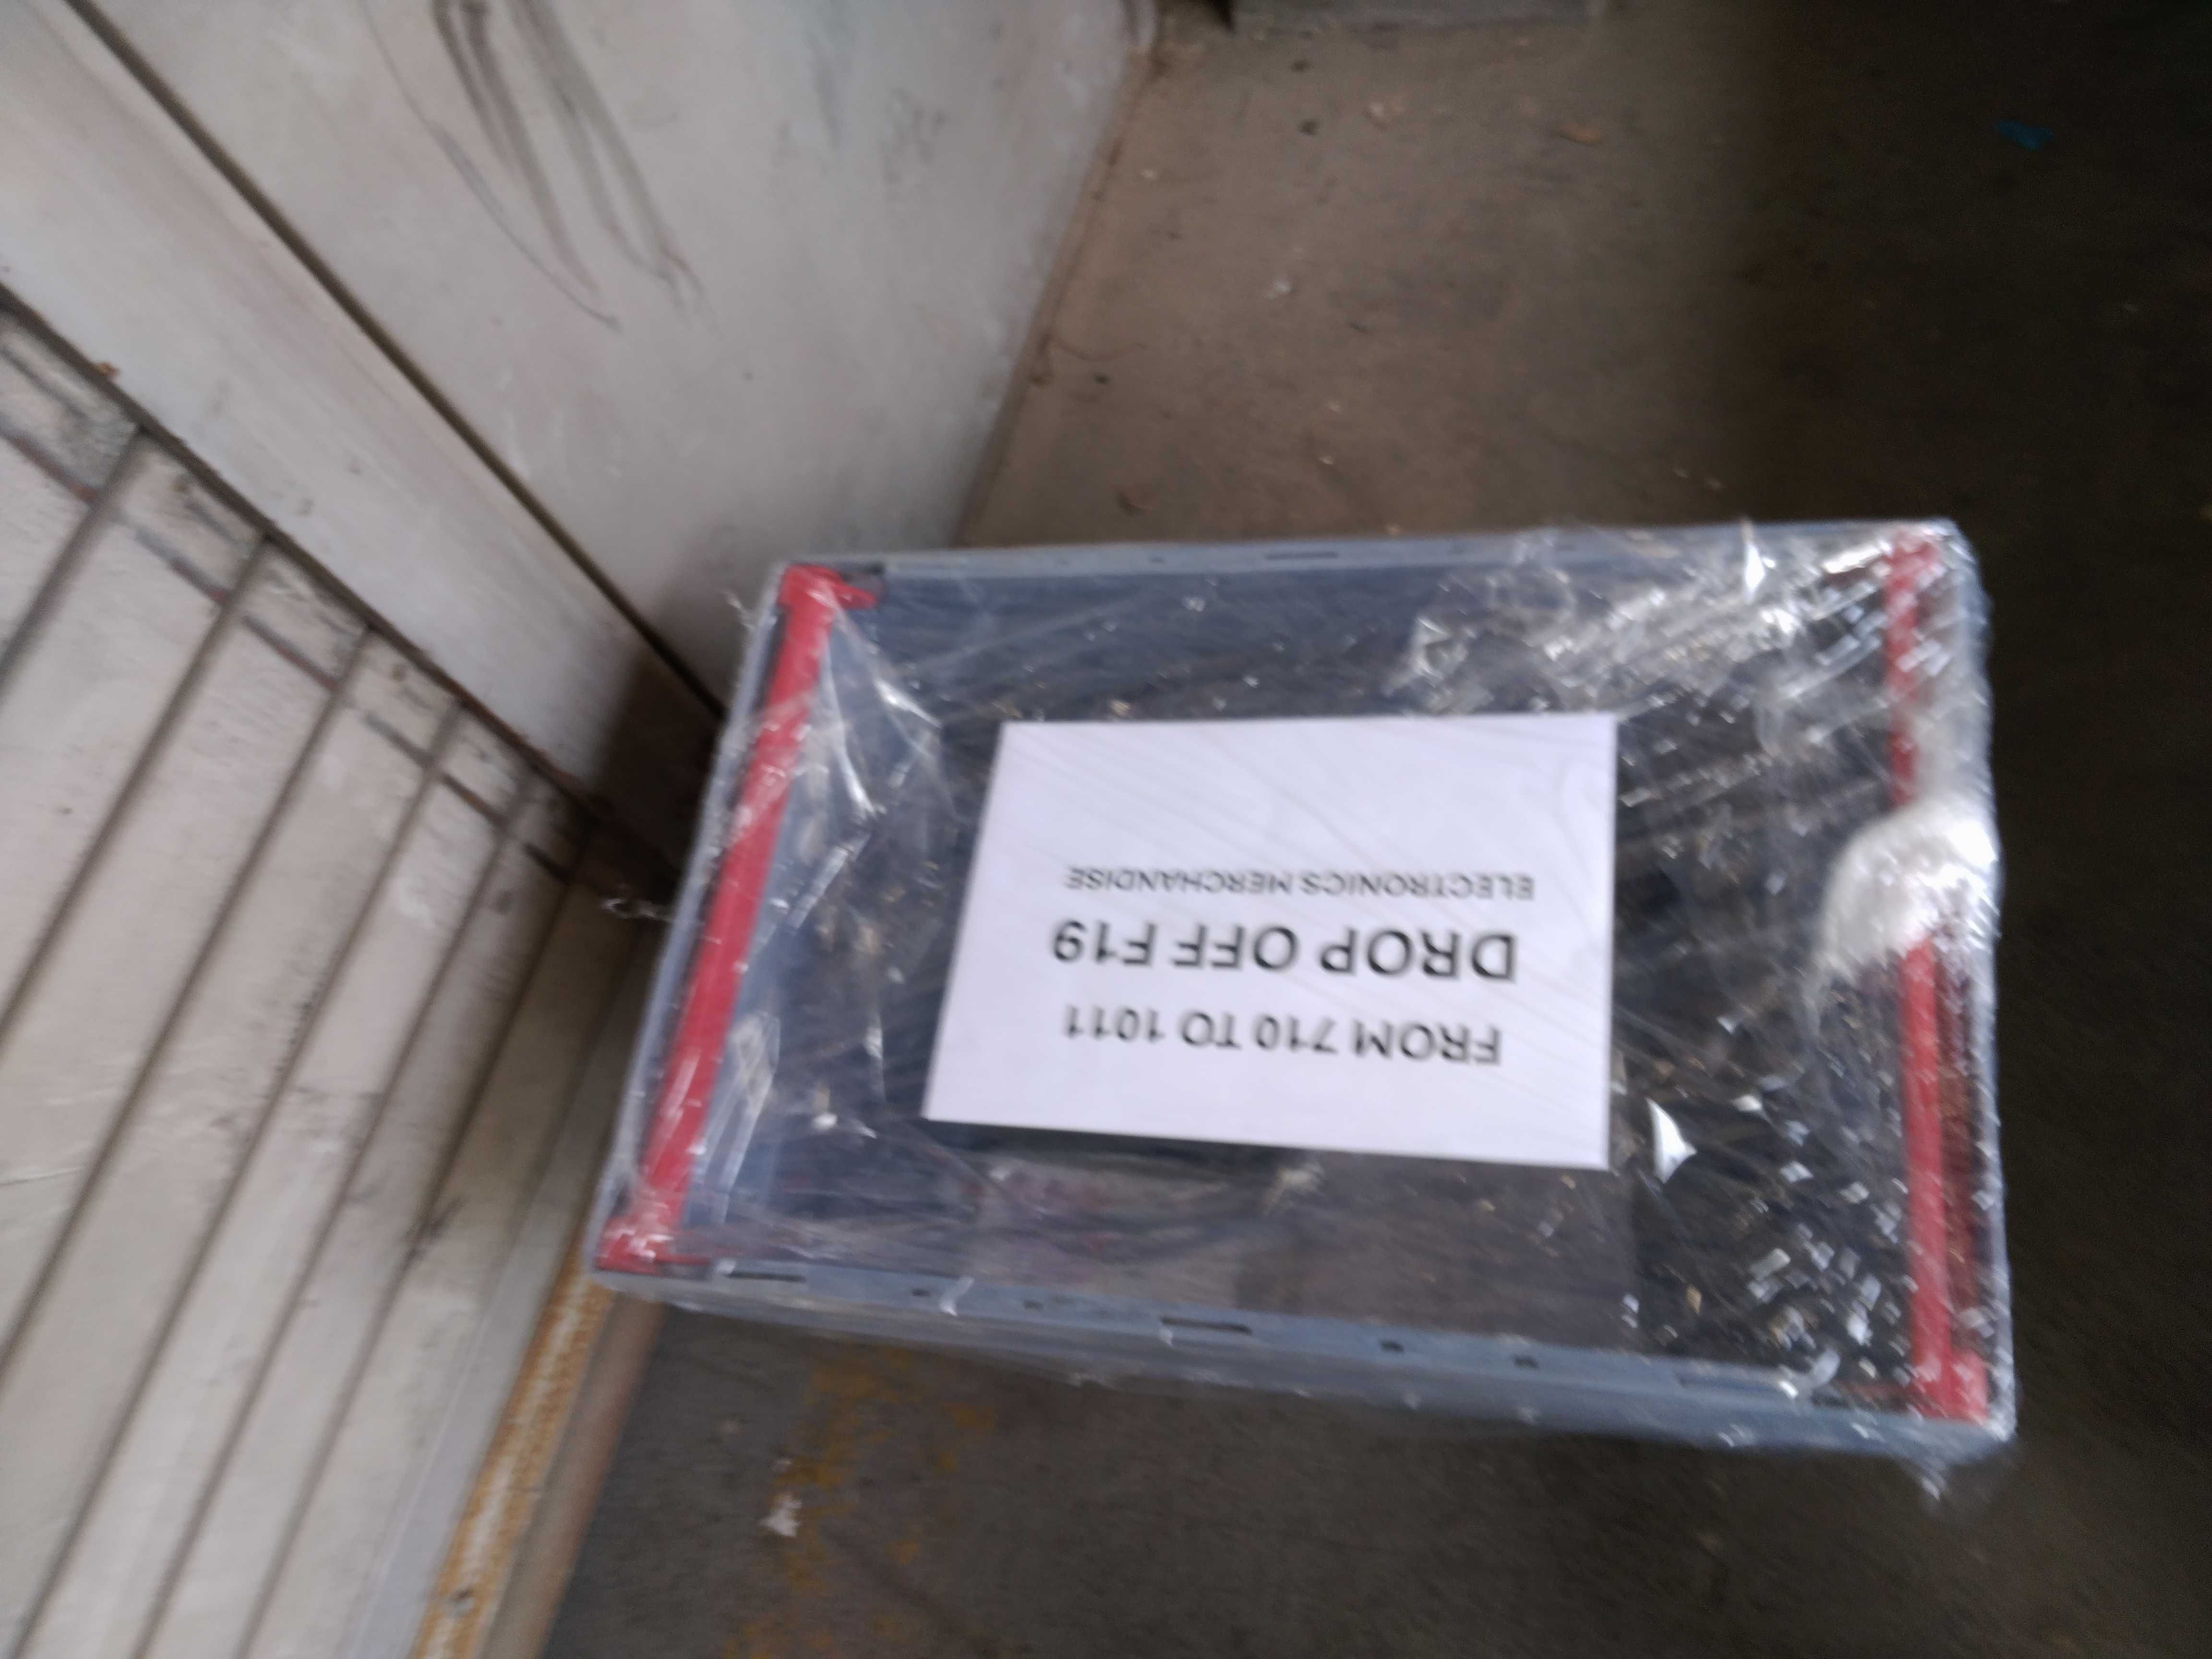 FROM 710 TO 1011
DROP OFF F19
ELECTRONICS MERCHANDISE